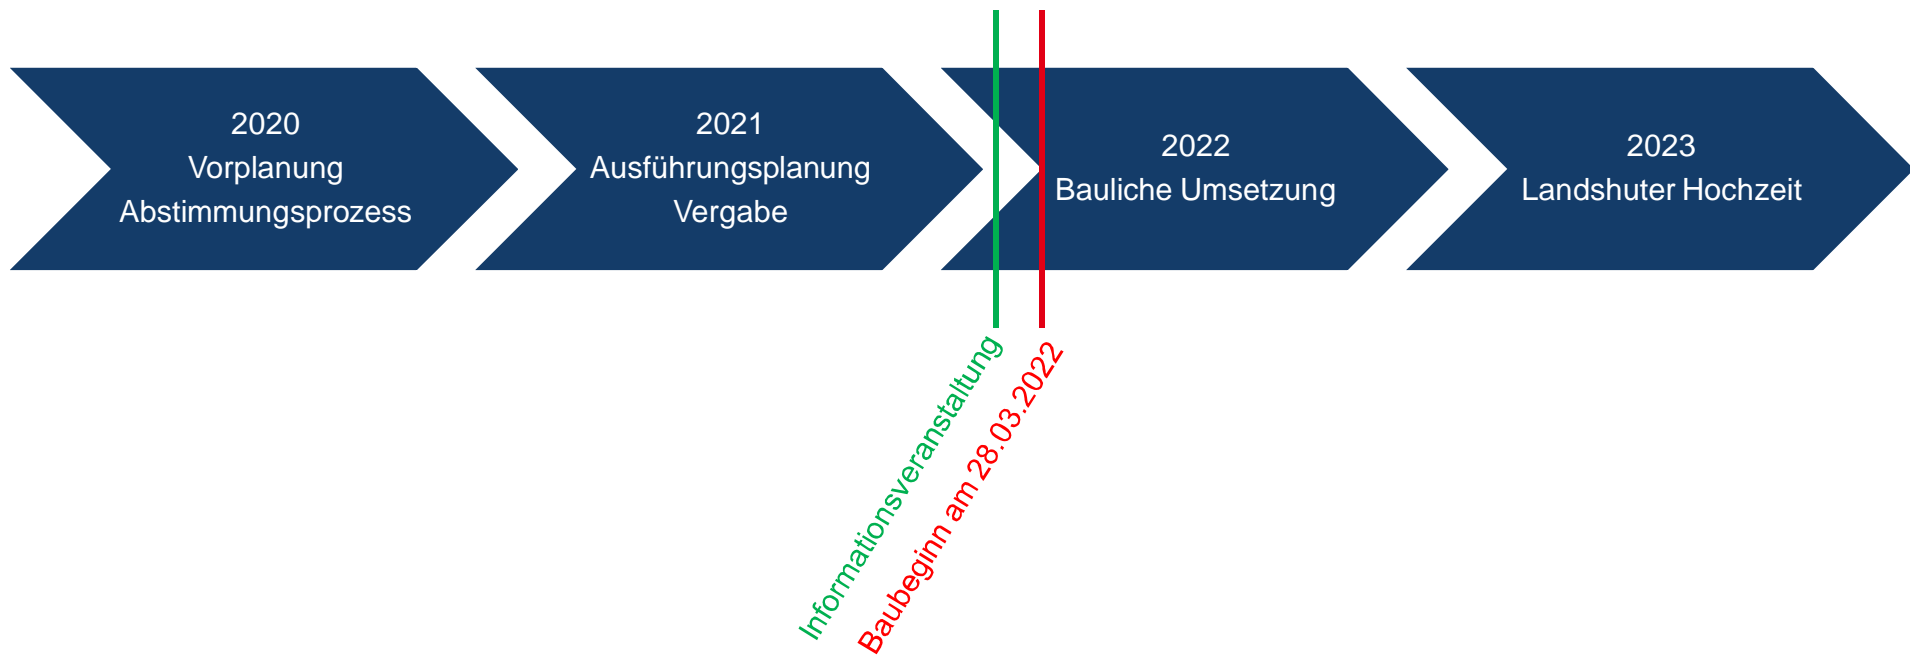 2020
Vorplanung
Abstimmungsprozess
2021
Ausführungsplanung
Vergabe
2022
Bauliche Umsetzung
2023
Landshuter Hochzeit
Informationsveranstaltung
Baubeginn am 28.03.2022